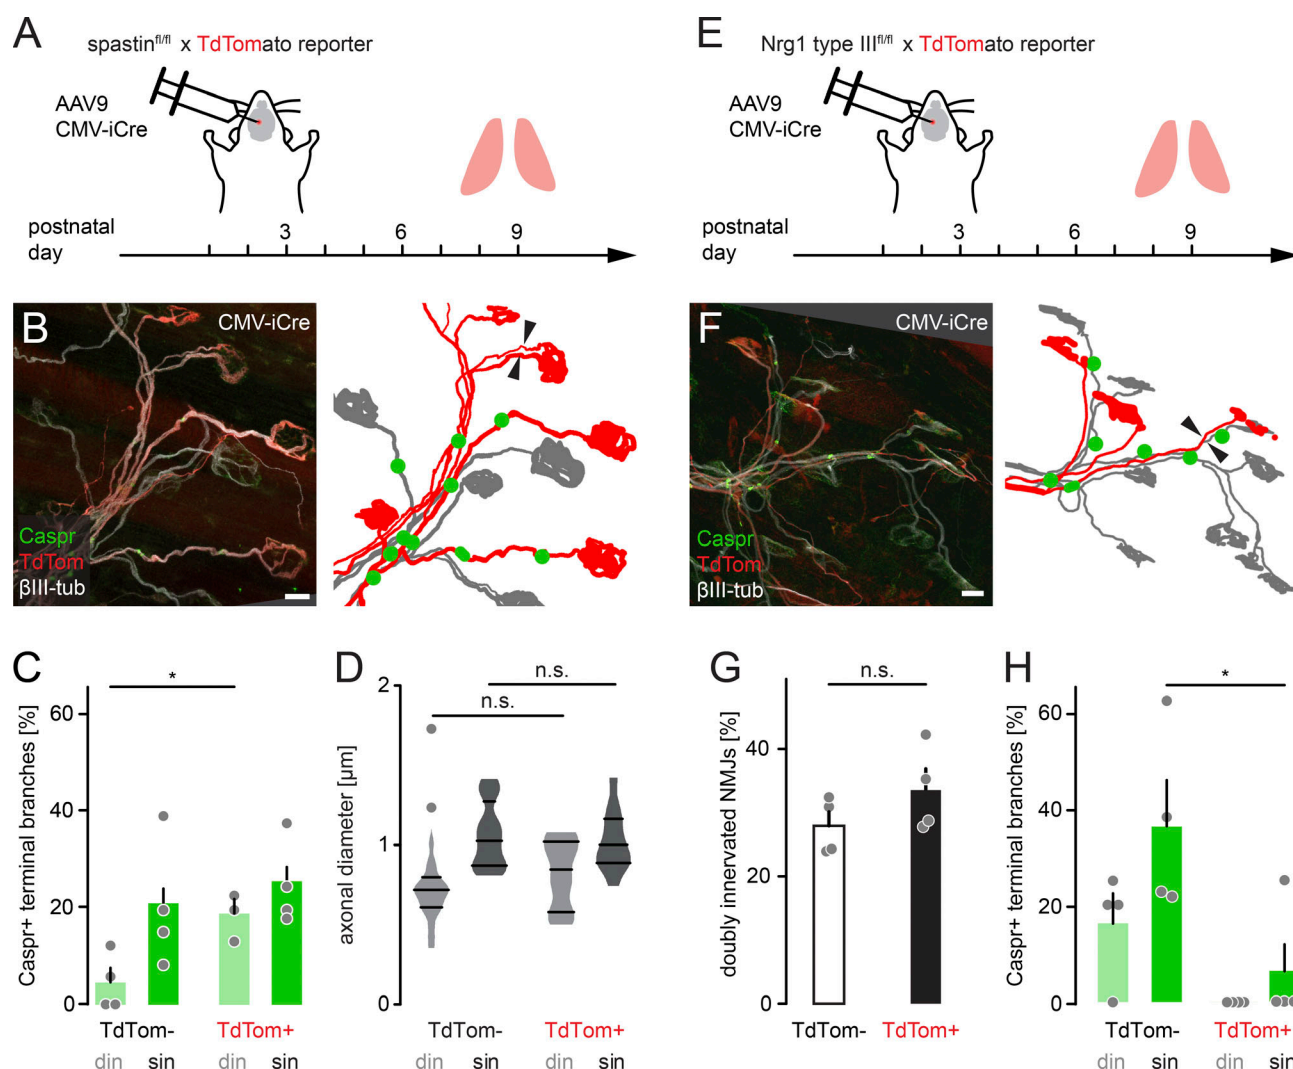 A
spastinfl/fl x TdTomato reporter
AAV9
CMV-iCre
postnatal
day
3
6
9
E
Nrg1 type IIIfl/fl x TdTomato reporter
AAV9
CMV-iCre
postnatal
day
3
6
9
B
CMV-iCre
Caspr
TdTom
βIII-tub
F
CMV-iCre
Caspr
TdTom
βIII-tub
C
Caspr+ terminal branches [%]
60
40
20
0
*
TdTom-
TdTom+
din
sin
din
sin
D
axonal diameter [µm]
2
1
0
n.s.
n.s.
TdTom-
TdTom+
din
sin
din
sin
G
doubly innervated NMJs [%]
40
20
0
n.s.
TdTom-
TdTom+
H
Caspr+ terminal branches [%]
60
40
20
0
*
TdTom-
TdTom+
din
sin
din
sin